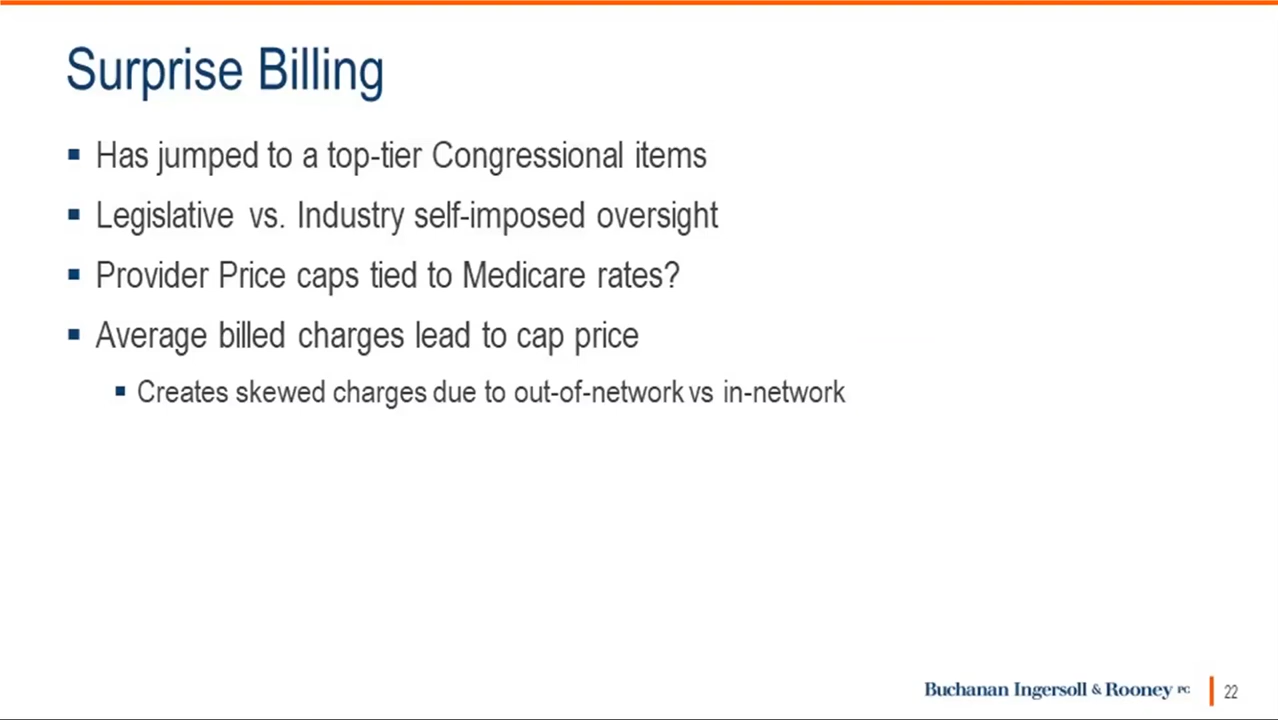 Surprise Billing
Has jumped to a top-tier Congressional items
Legislative vs. Industry self-imposed oversight
Provider Price caps tied to Medicare rates?
Average billed charges lead to cap price
Creates skewed charges due to out-of-network vs in-network
Buchanan Ingersoll & Rooney PC
22